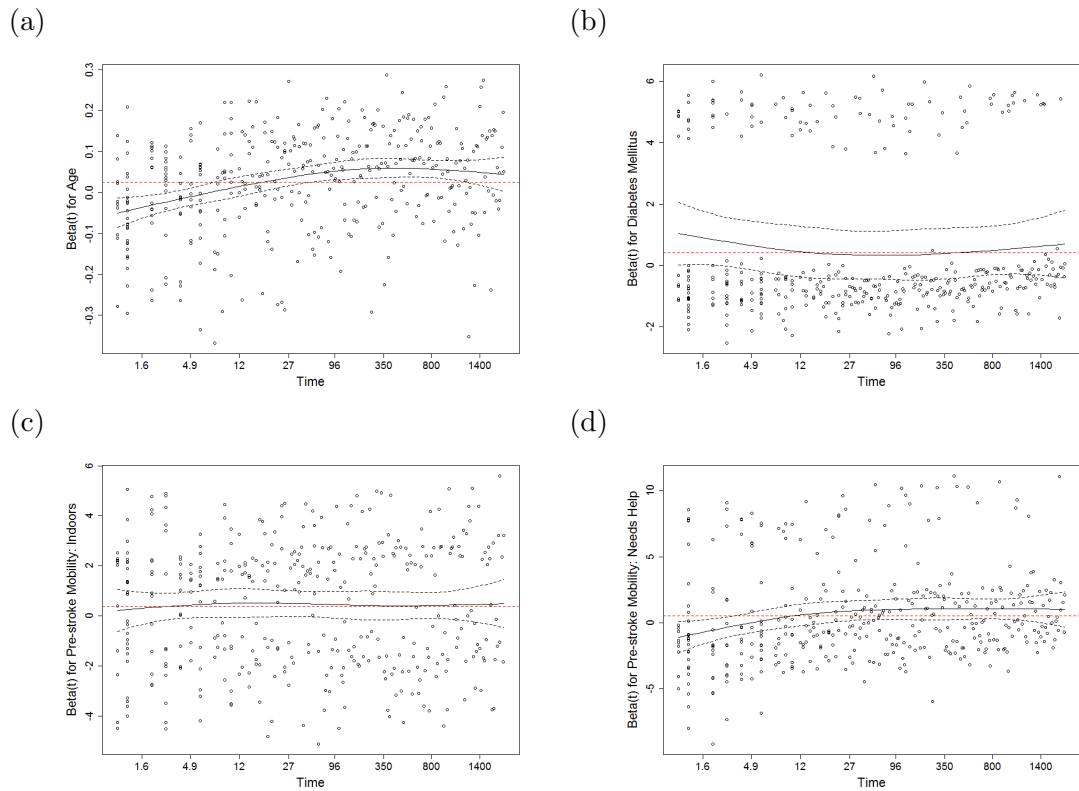 (a)
Beta(t) for Age
0.3
0.2
0.1
0.0
-0.1
-0.2
-0.3
1.6 4.9 12 27 96 350 800 1400
Time
(b)
Beta(t) for Diabetes Mellitus
6
4
2
0
-2
1.6 4.9 12 27 96 350 800 1400
Time
(c)
Beta(t) for Pre-stroke Mobility: Indoors
6
4
2
0
-2
-4
1.6 4.9 12 27 96 350 800 1400
Time
(d)
Beta(t) for Pre-stroke Mobility: Needs Help
10
5
0
-5
1.6 4.9 12 27 96 350 800 1400
Time